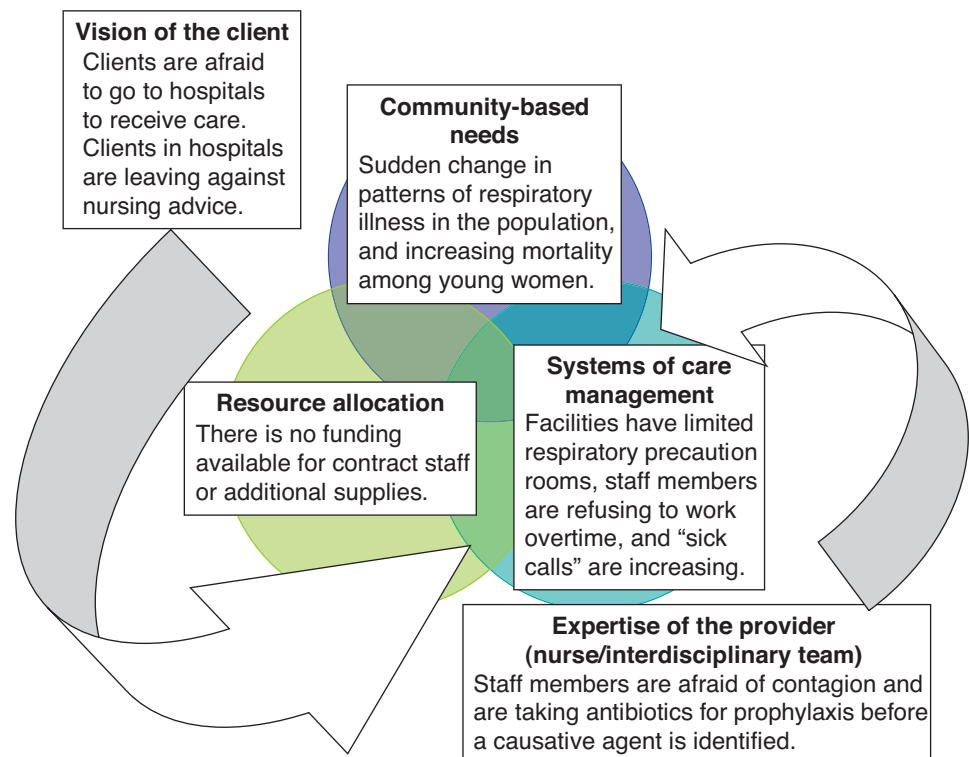 Vision of the client
Clients are afraid
to go to hospitals
to receive care.
Clients in hospitals
are leaving against
nursing advice.
Community-based
needs
Sudden change in
patterns of respiratory
illness in the population,
and increasing mortality
among young women.
Resource allocation
There is no funding
available for contract staff
or additional supplies.
Systems of care
management
Facilities have limited
respiratory precaution
rooms, staff members
are refusing to work
overtime, and “sick
calls” are increasing.
Expertise of the provider
(nurse/interdisciplinary team)
Staff members are afraid of contagion and
are taking antibiotics for prophylaxis before
a causative agent is identified.